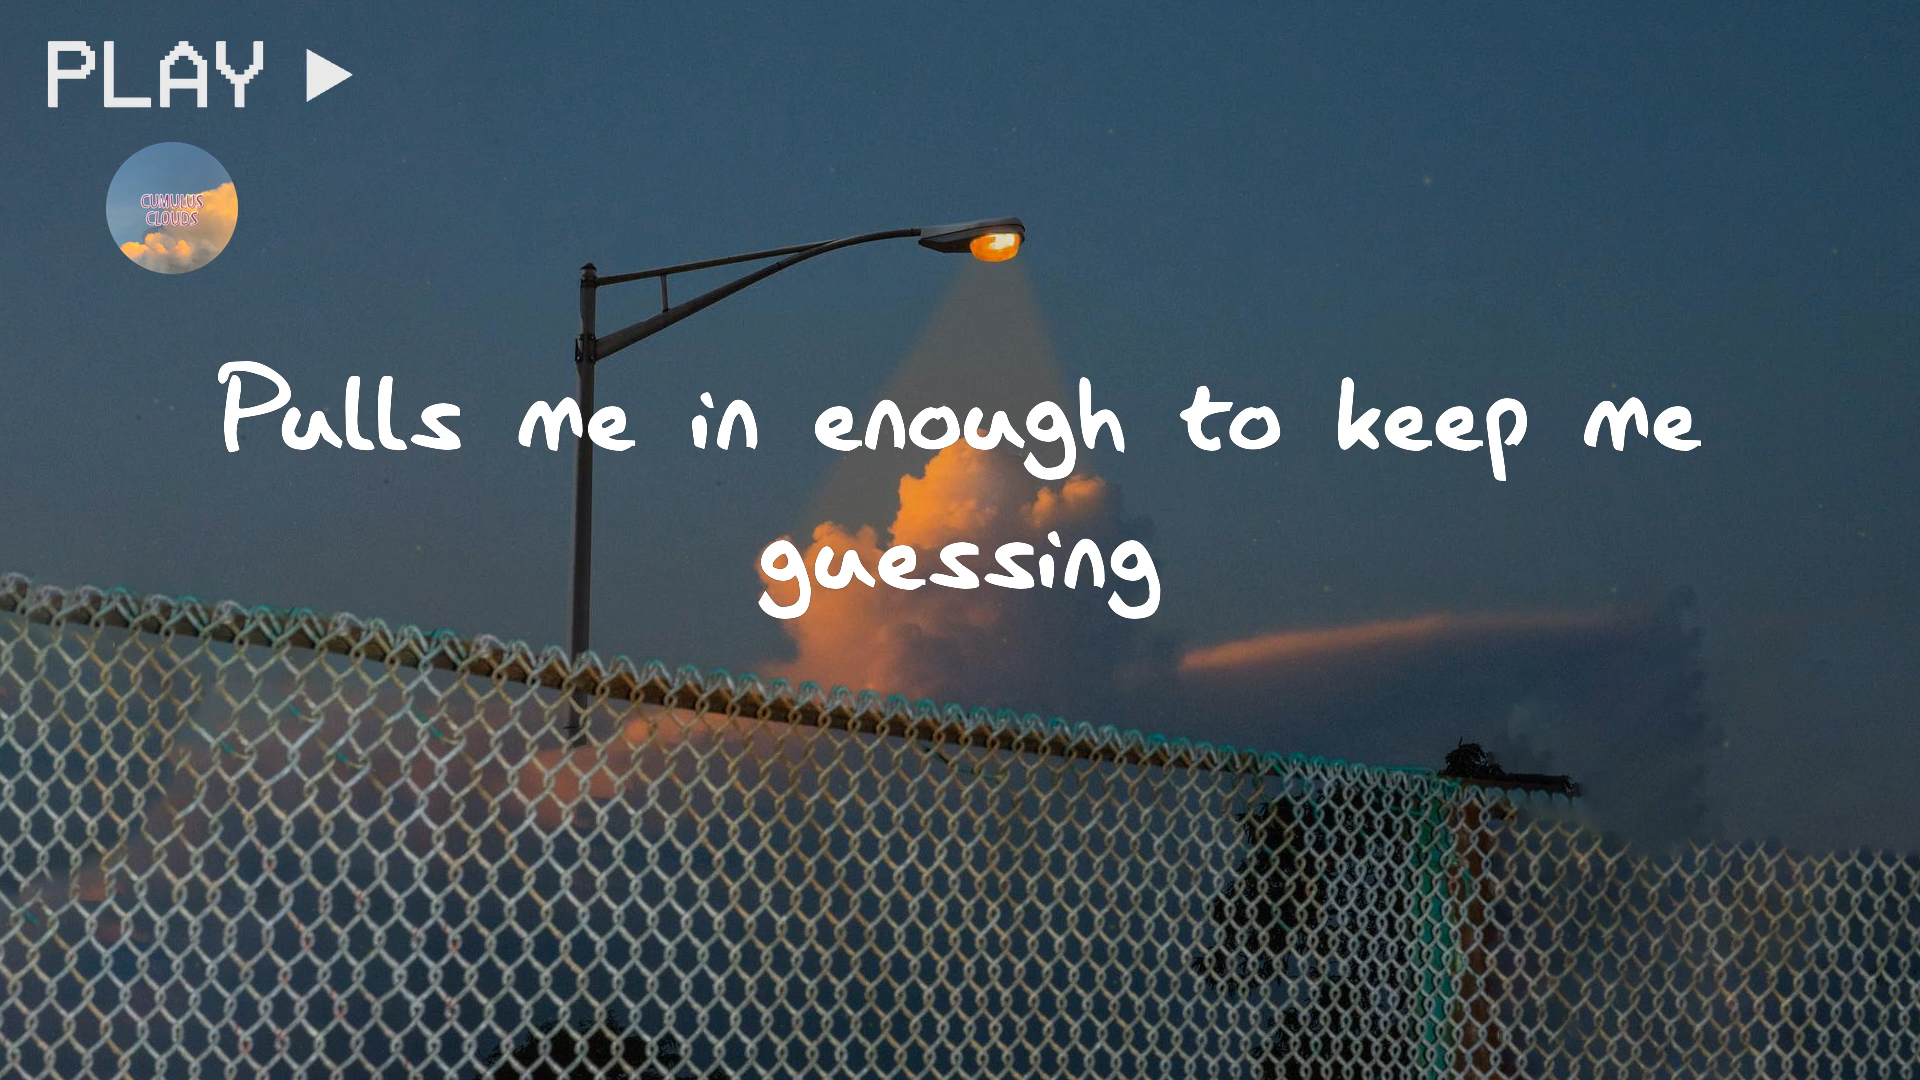 PLAY
CUMULUS
CLOUDS
Pulls me in enough to keep me
guessing